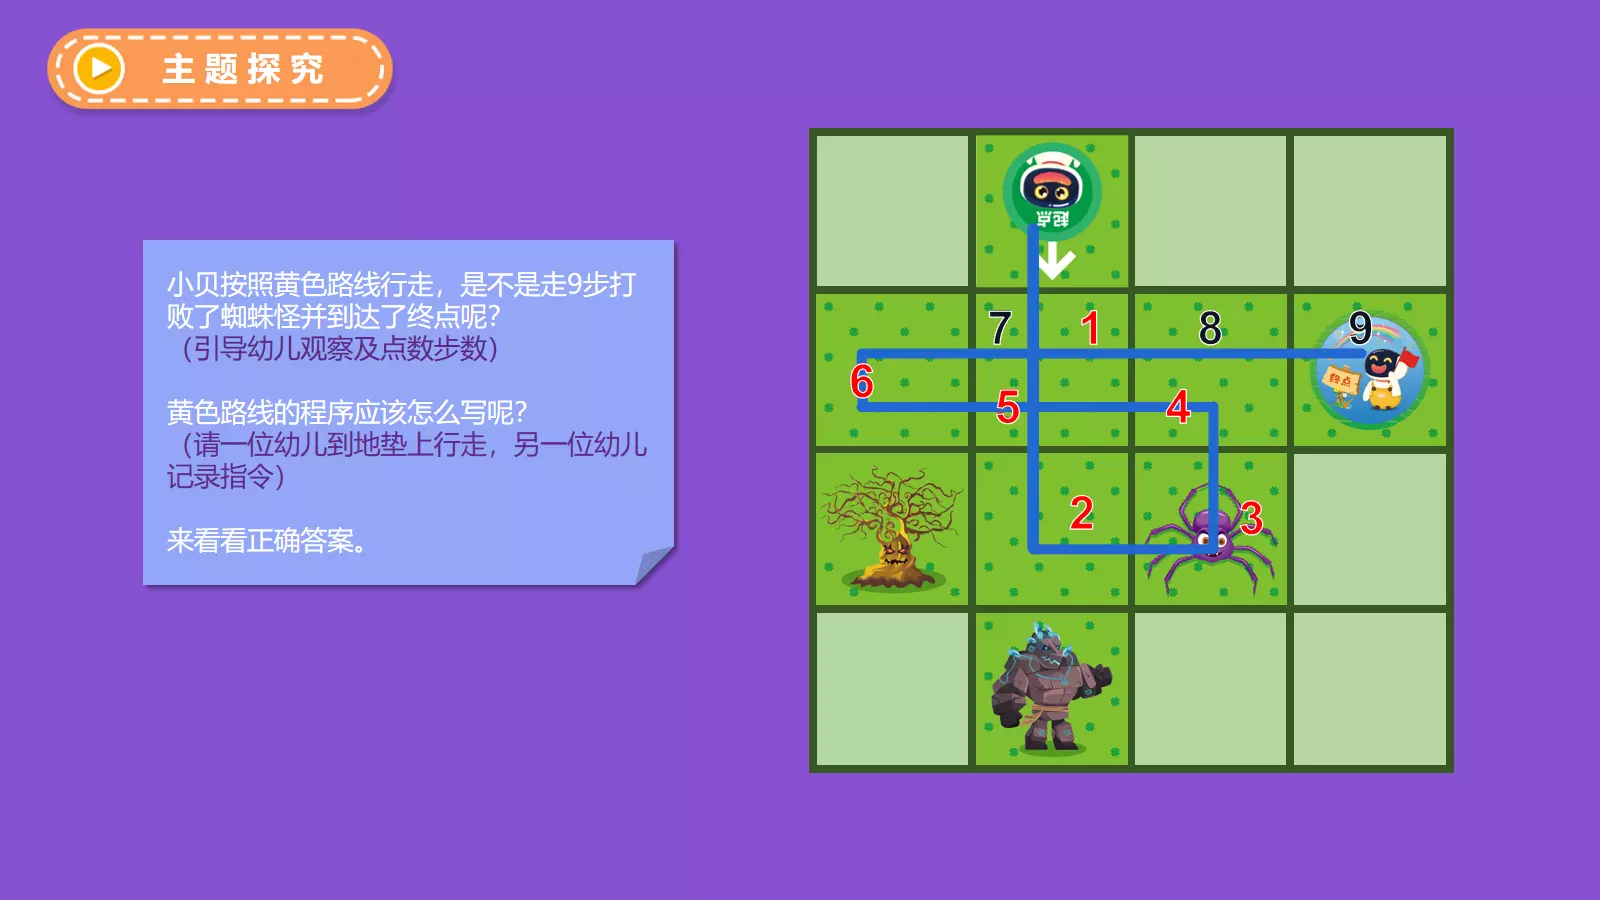 主题探究
小贝按照黄色路线行走，是不是走9步打
败了蜘蛛怪并到达了终点呢？
（引导幼儿观察及点数步数）
黄色路线的程序应该怎么写呢？
（请一位幼儿到地垫上行走，另一位幼儿
记录指令）
来看看正确答案。
起点
7 1 8 9
终点
6
5 4
2 3